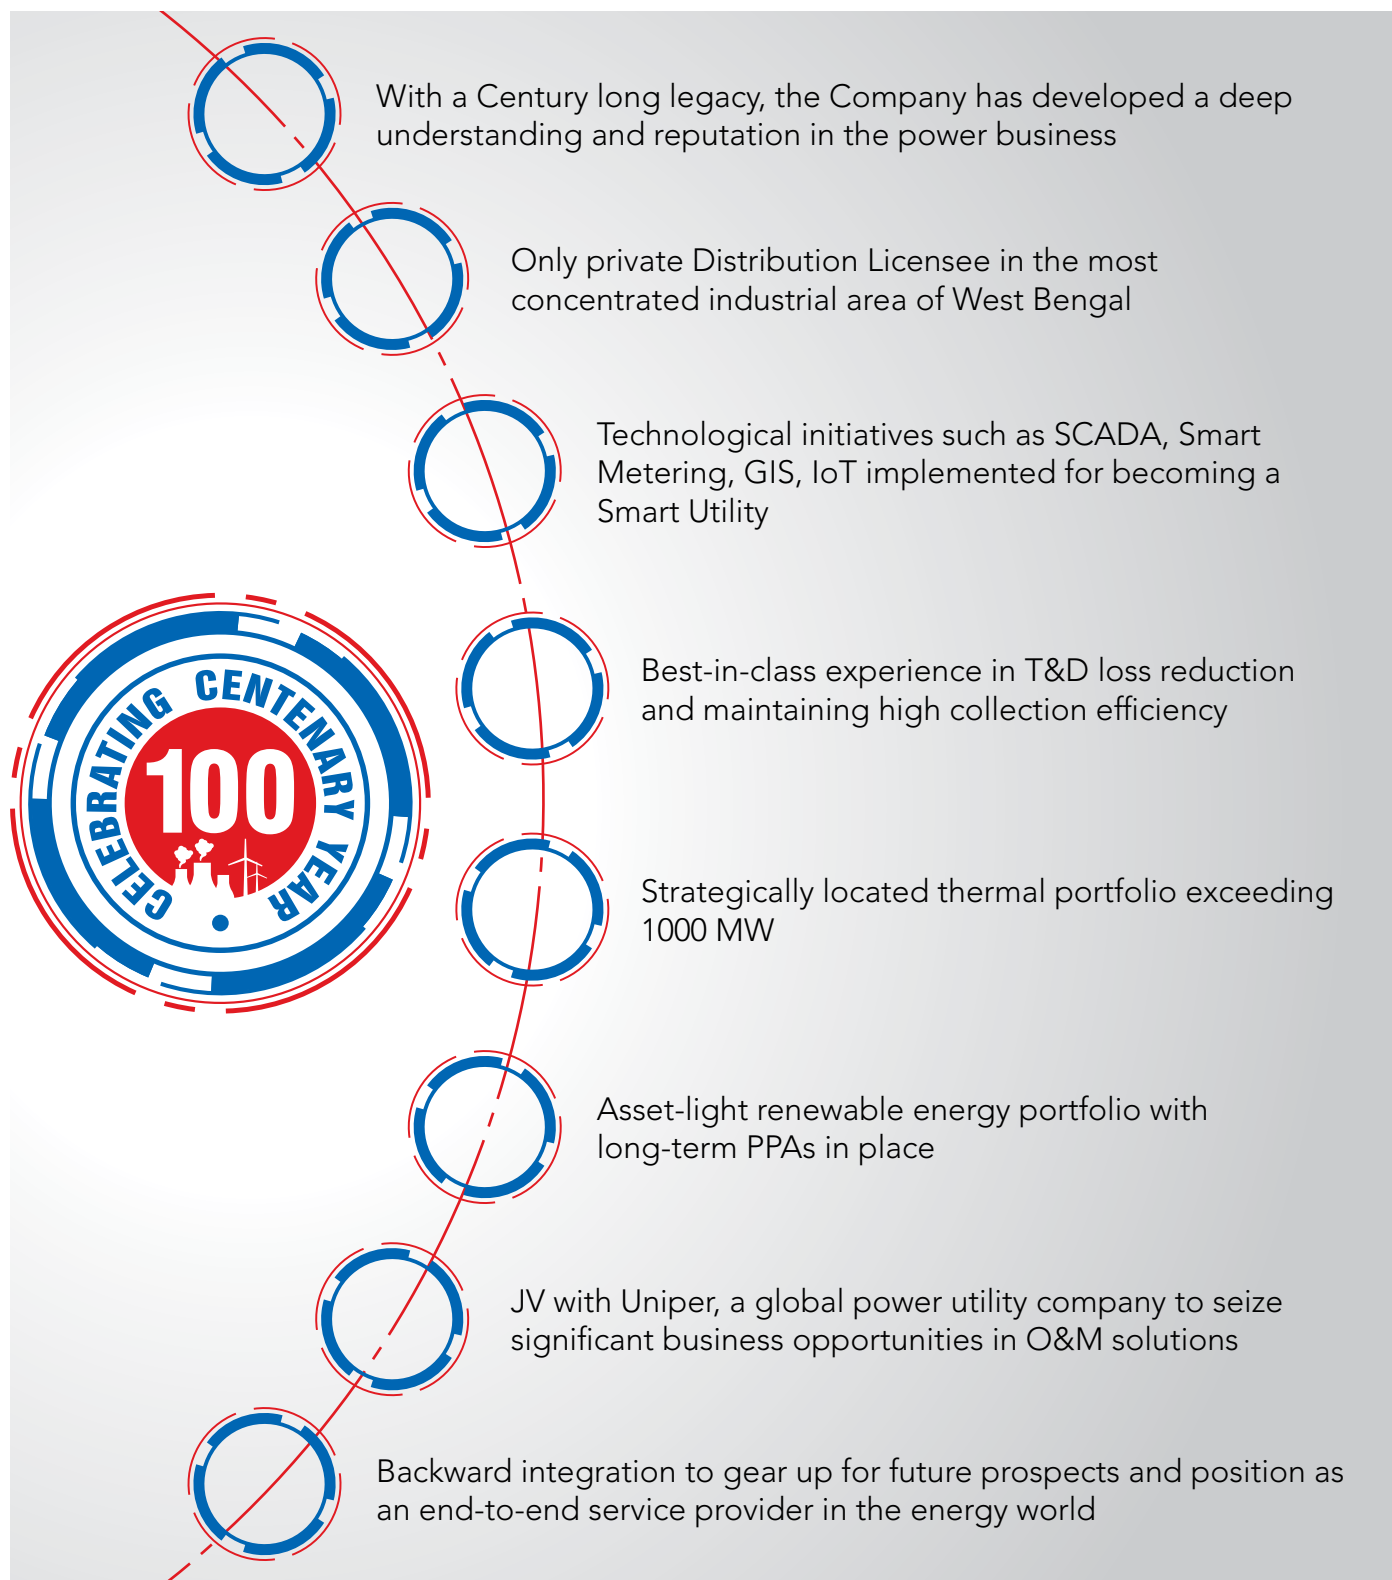 With a Century long legacy, the Company has developed a deep
understanding and reputation in the power business
Only private Distribution Licensee in the most
concentrated industrial area of West Bengal
Technological initiatives such as SCADA, Smart
Metering, GIS, IoT implemented for becoming a
Smart Utility
CELEBRATING CENTENARY YEAR
100
Best-in-class experience in T&D loss reduction
and maintaining high collection efficiency
Strategically located thermal portfolio exceeding
1000 MW
Asset-light renewable energy portfolio with
long-term PPAs in place
JV with Uniper, a global power utility company to seize
significant business opportunities in O&M solutions
Backward integration to gear up for future prospects and position as
an end-to-end service provider in the energy world